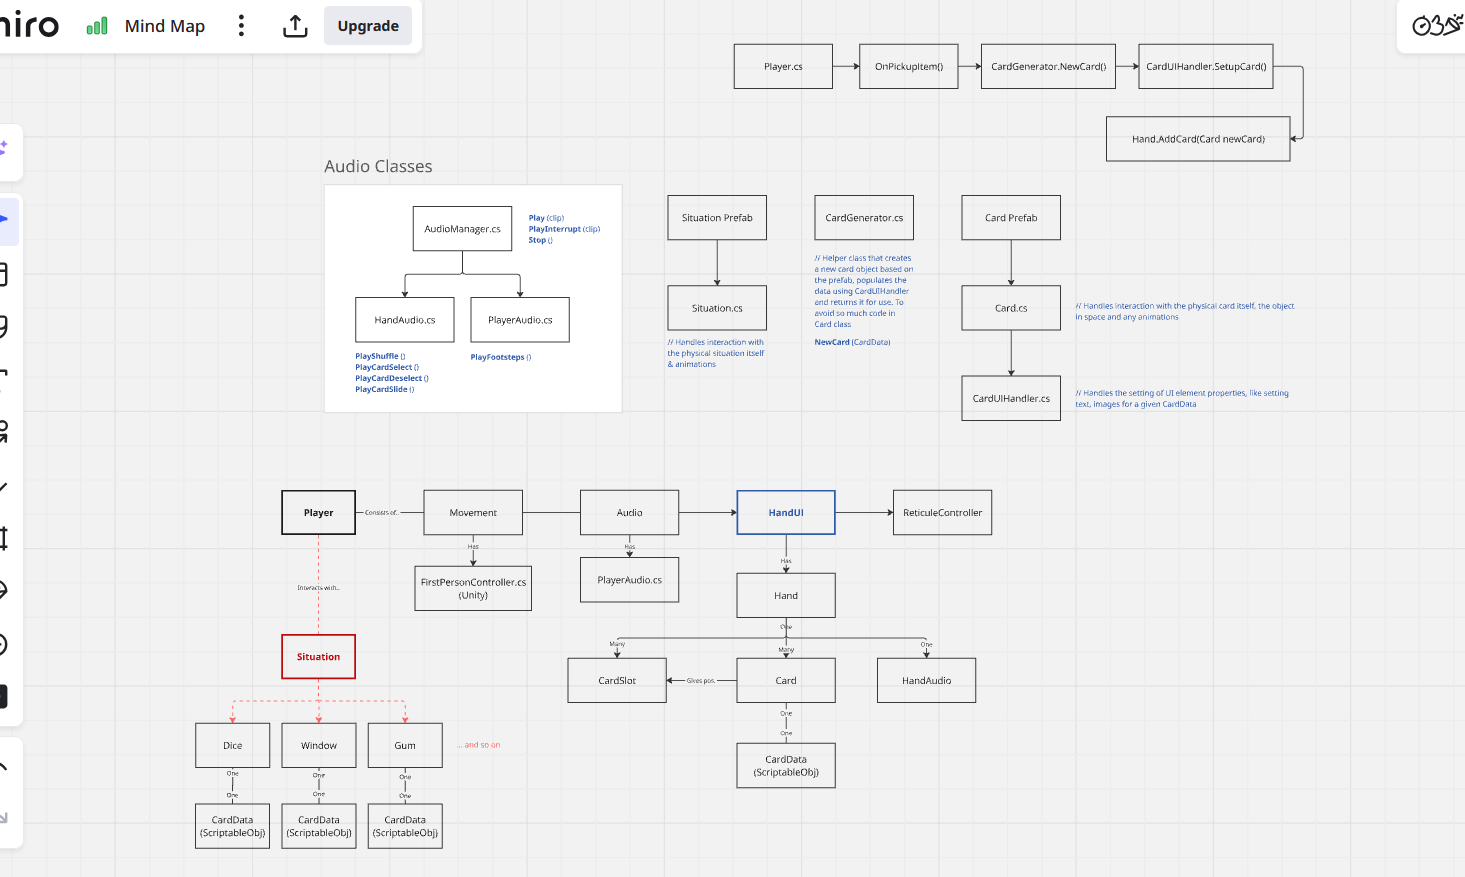 miro
Mind Map
Upgrade
Player.cs
OnPickupItem()
CardGenerator.NewCard()
CardUIHandler.SetupCard()
Hand.AddCard(Card newCard)
Audio Classes
AudioManager.cs
Play (clip)
PlayInterrupt (clip)
Stop ()
HandAudio.cs
PlayerAudio.cs
PlayShuffle ()
PlayCardSelect ()
PlayCardDeselect ()
PlayCardSlide ()
PlayFootsteps ()
Situation Prefab
Situation.cs
// Handles interaction with
the physical situation itself
& animations
CardGenerator.cs
// Helper class that creates
a new card object based on
the prefab, populates the
data using CardUIHandler
and returns it for use. To
avoid so much code in
Card class
NewCard (CardData)
Card Prefab
Card.cs
// Handles interaction with the physical card itself, the object
in space and any animations
CardUIHandler.cs
// Handles the setting of UI element properties, like setting
text, images for a given CardData
Player
Consists of..
Movement
Audio
HandUI
ReticuleController
Has
Has
Has
FirstPersonController.cs
(Unity)
PlayerAudio.cs
Hand
Interacts with..
One
Many
Many
One
Situation
CardSlot
Gives pos.
Card
HandAudio
One
One
CardData
(ScriptableObj)
Dice
Window
Gum
... and so on
One
One
One
One
One
One
CardData
(ScriptableObj)
CardData
(ScriptableObj)
CardData
(ScriptableObj)